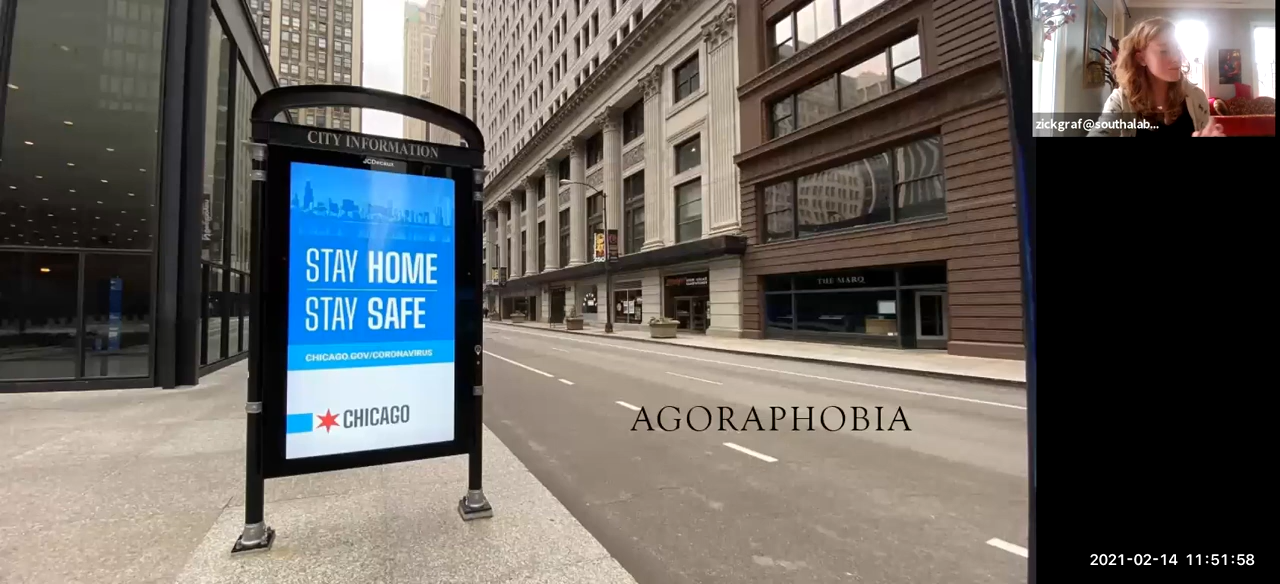 CITY INFORMATION
JCDecaux
STAY HOME
STAY SAFE
CHICAGO.GOV/CORONAVIRUS
CHICAGO
THE MARQ
AGORAPHOBIA
zickgraf@southalab...
2021-02-14 11:51:58